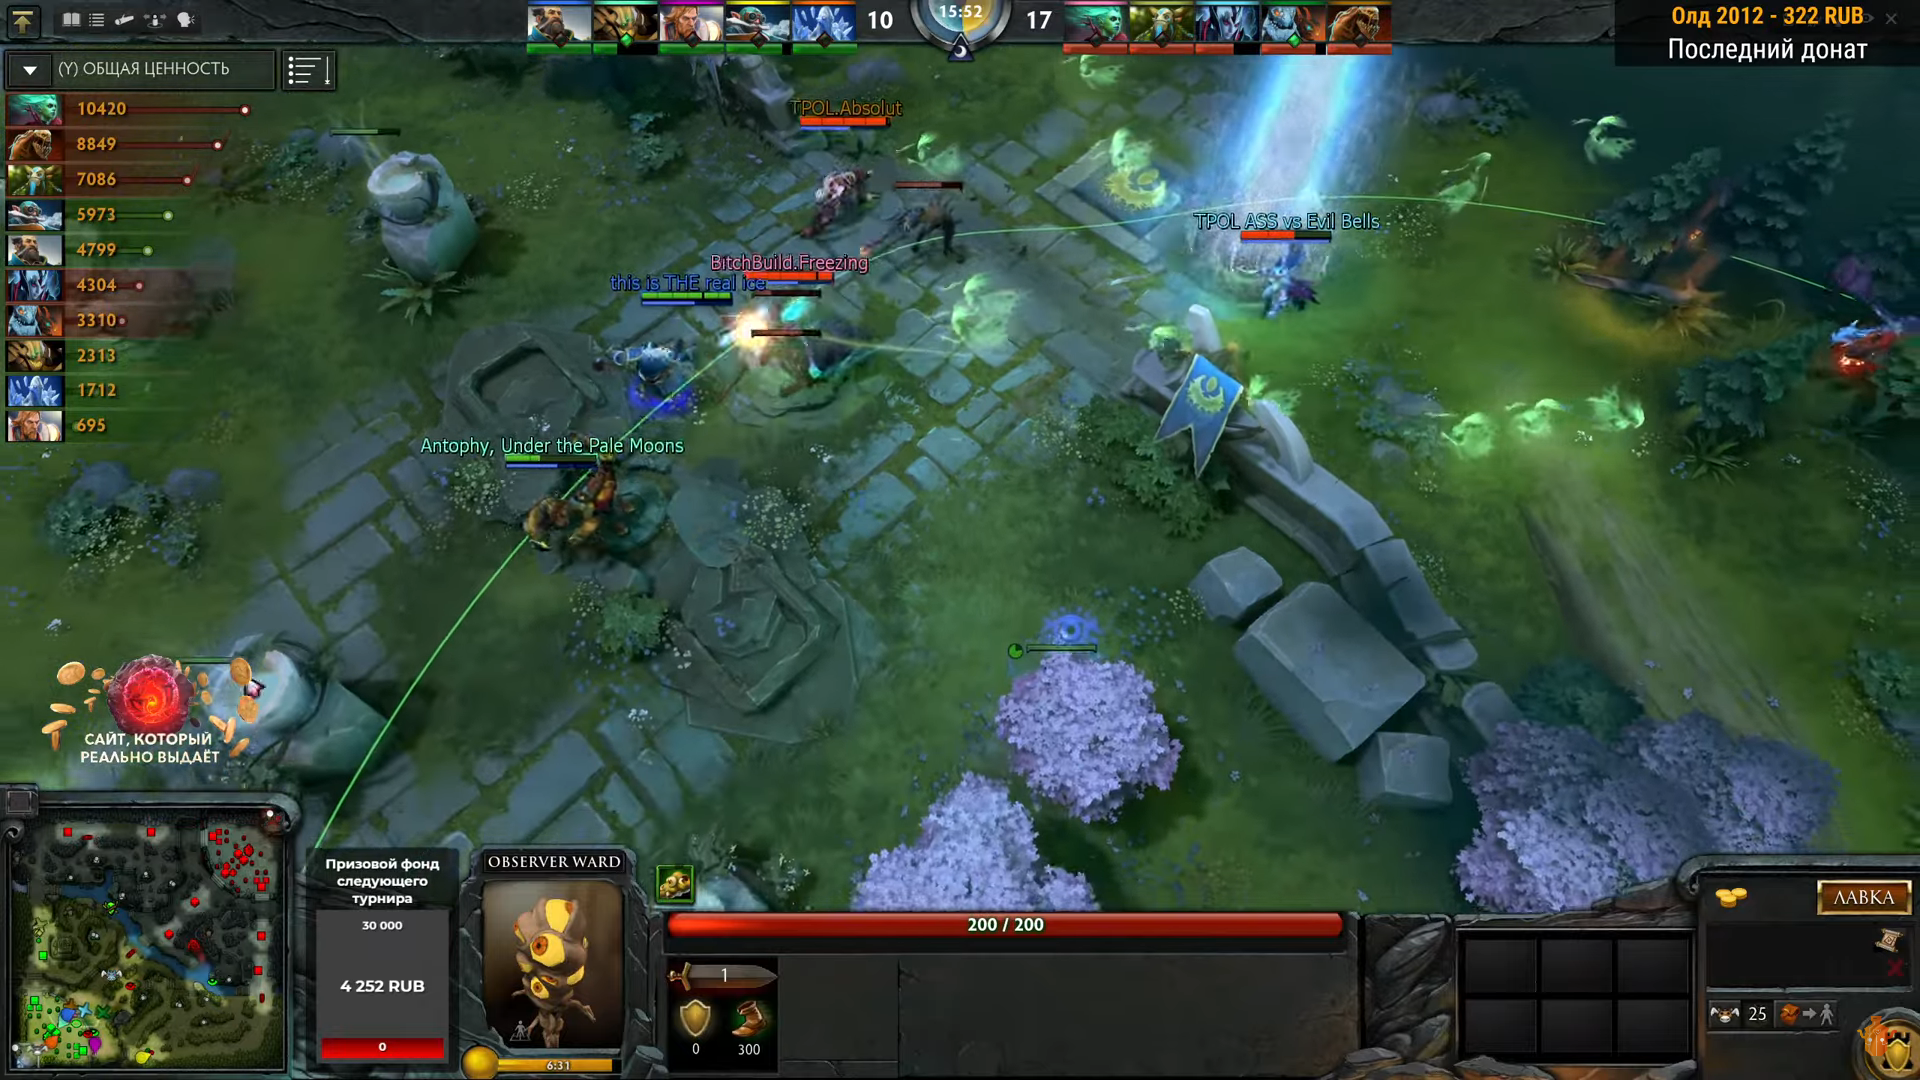 10
15:52
17
Олд 2012 - 322 RUB
Последний донат
(Y) ОБЩАЯ ЦЕННОСТЬ
10420
8849
7086
5973
4799
4304
3310
2313
1712
695
TPOL.Absolut
TPOL ASS vs Evil Bells
BitchBuild.Freezing
this is THE real Ice
Antophy, Under the Pale Moons
САЙТ, КОТОРЫЙ
РЕАЛЬНО ВЫДАЁТ
Призовой фонд
следующего
турнира
30 000
4 252 RUB
0
OBSERVER WARD
6:31
200 / 200
1
0
300
ЛАВКА
25